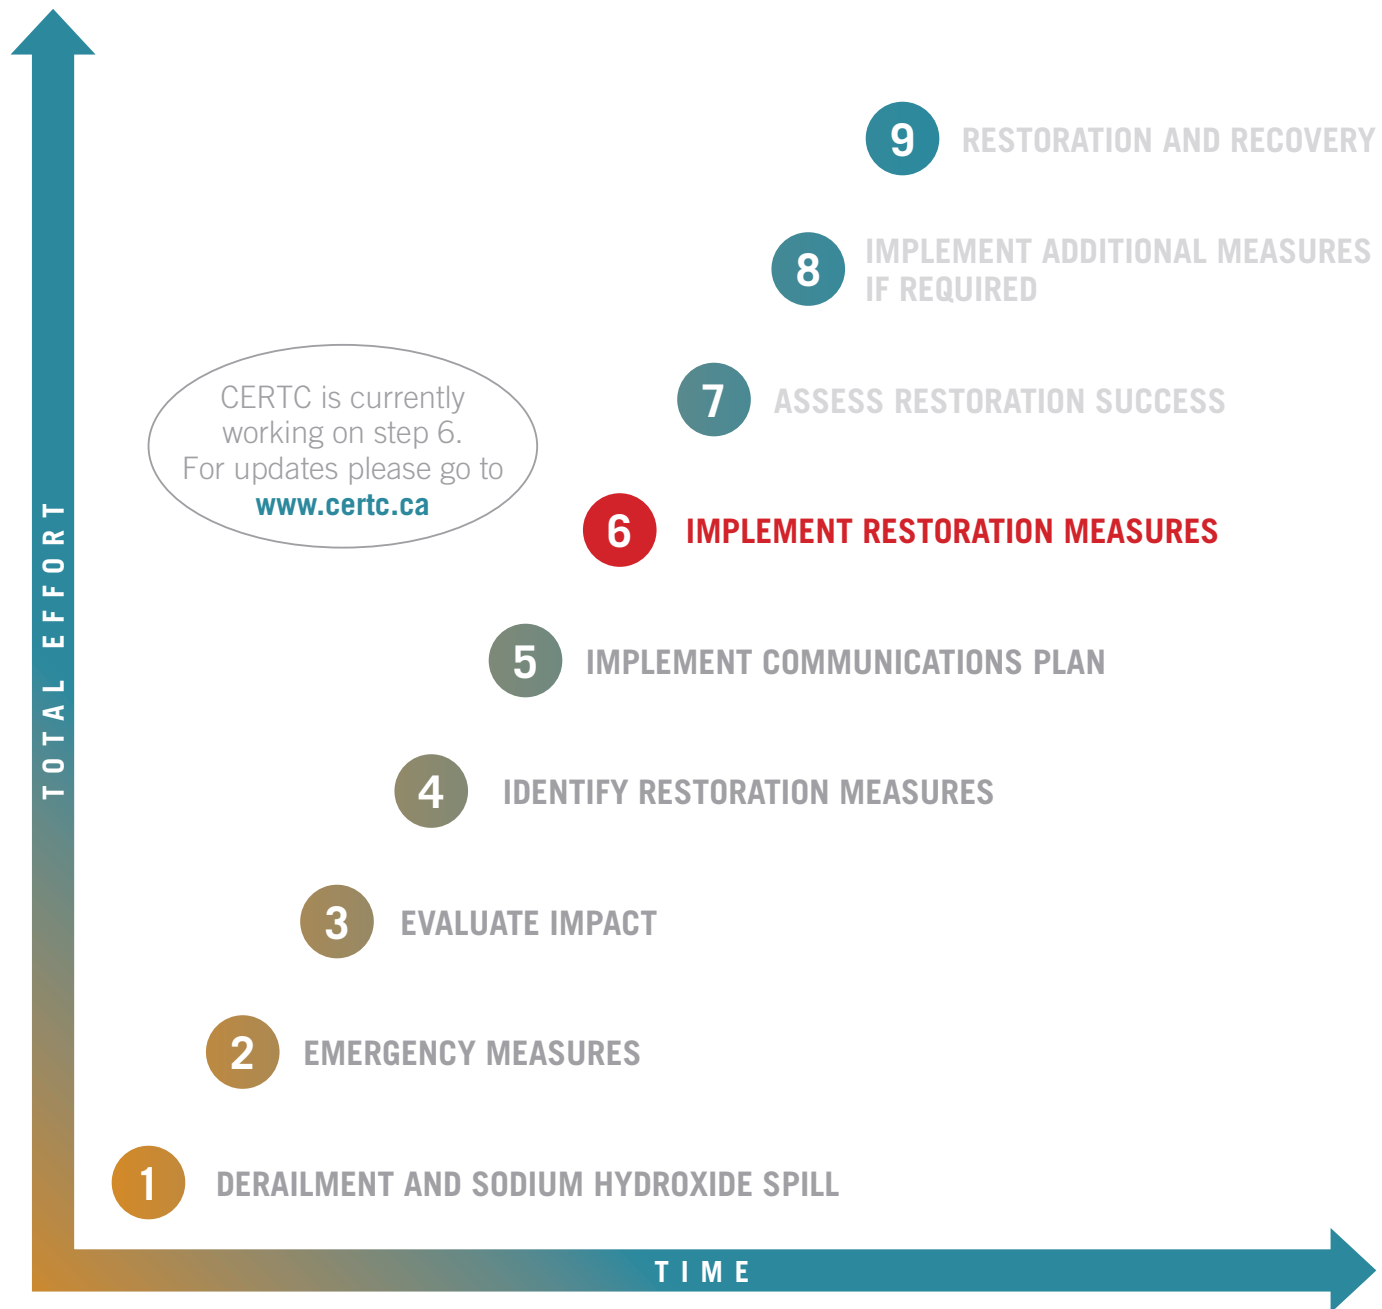 9 RESTORATION AND RECOVERY
8 IMPLEMENT ADDITIONAL MEASURES
IF REQUIRED
7 ASSESS RESTORATION SUCCESS
CERTC is currently
working on step 6.
For updates please go to
www.certc.ca
6 IMPLEMENT RESTORATION MEASURES
5 IMPLEMENT COMMUNICATIONS PLAN
4 IDENTIFY RESTORATION MEASURES
3 EVALUATE IMPACT
2 EMERGENCY MEASURES
1 DERAILMENT AND SODIUM HYDROXIDE SPILL
TOTAL EFFORT
TIME